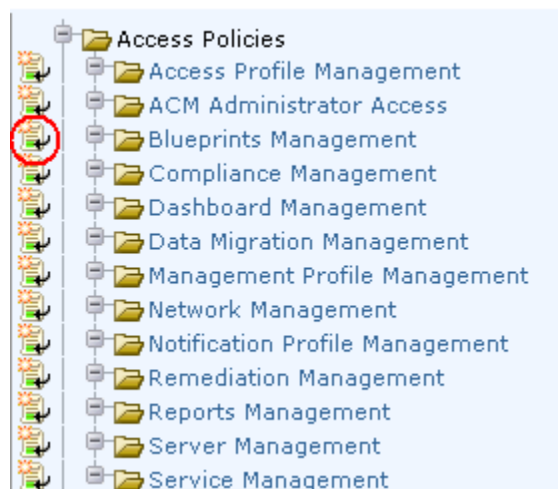 Access Policies
Access Profile Management
ACM Administrator Access
Blueprints Management
Compliance Management
Dashboard Management
Data Migration Management
Management Profile Management
Network Management
Notification Profile Management
Remediation Management
Reports Management
Server Management
Service Management